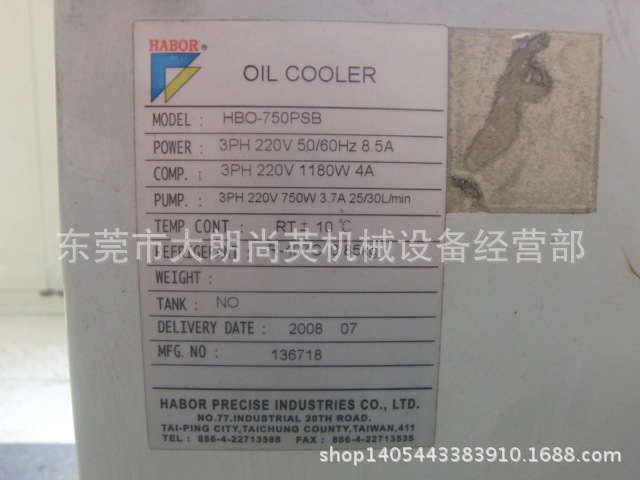 HABOR®
OIL COOLER
MODEL : HBO-750PSB
POWER : 3PH 220V 50/60Hz 8.5A
COMP. : 3PH 220V 1180W 4A
PUMP. : 3PH 220V 750W 3.7A 25/30L/min
TEMP. CONT. : RT ± 10 ℃
东莞市大朗尚英机械设备经营部
REFRIGERENT :
WEIGHT :
TANK : NO
DELIVERY DATE : 2008 07
MFG. NO : 136718
HABOR PRECISE INDUSTRIES CO., LTD.
NO.77.INDUSTRIAL 20TH ROAD.
TAI-PING CITY,TAICHUNG COUNTY,TAIWAN,411
TEL : 886-4-22713588 FAX : 886-4-22713535
shop1405443383910.1688.com